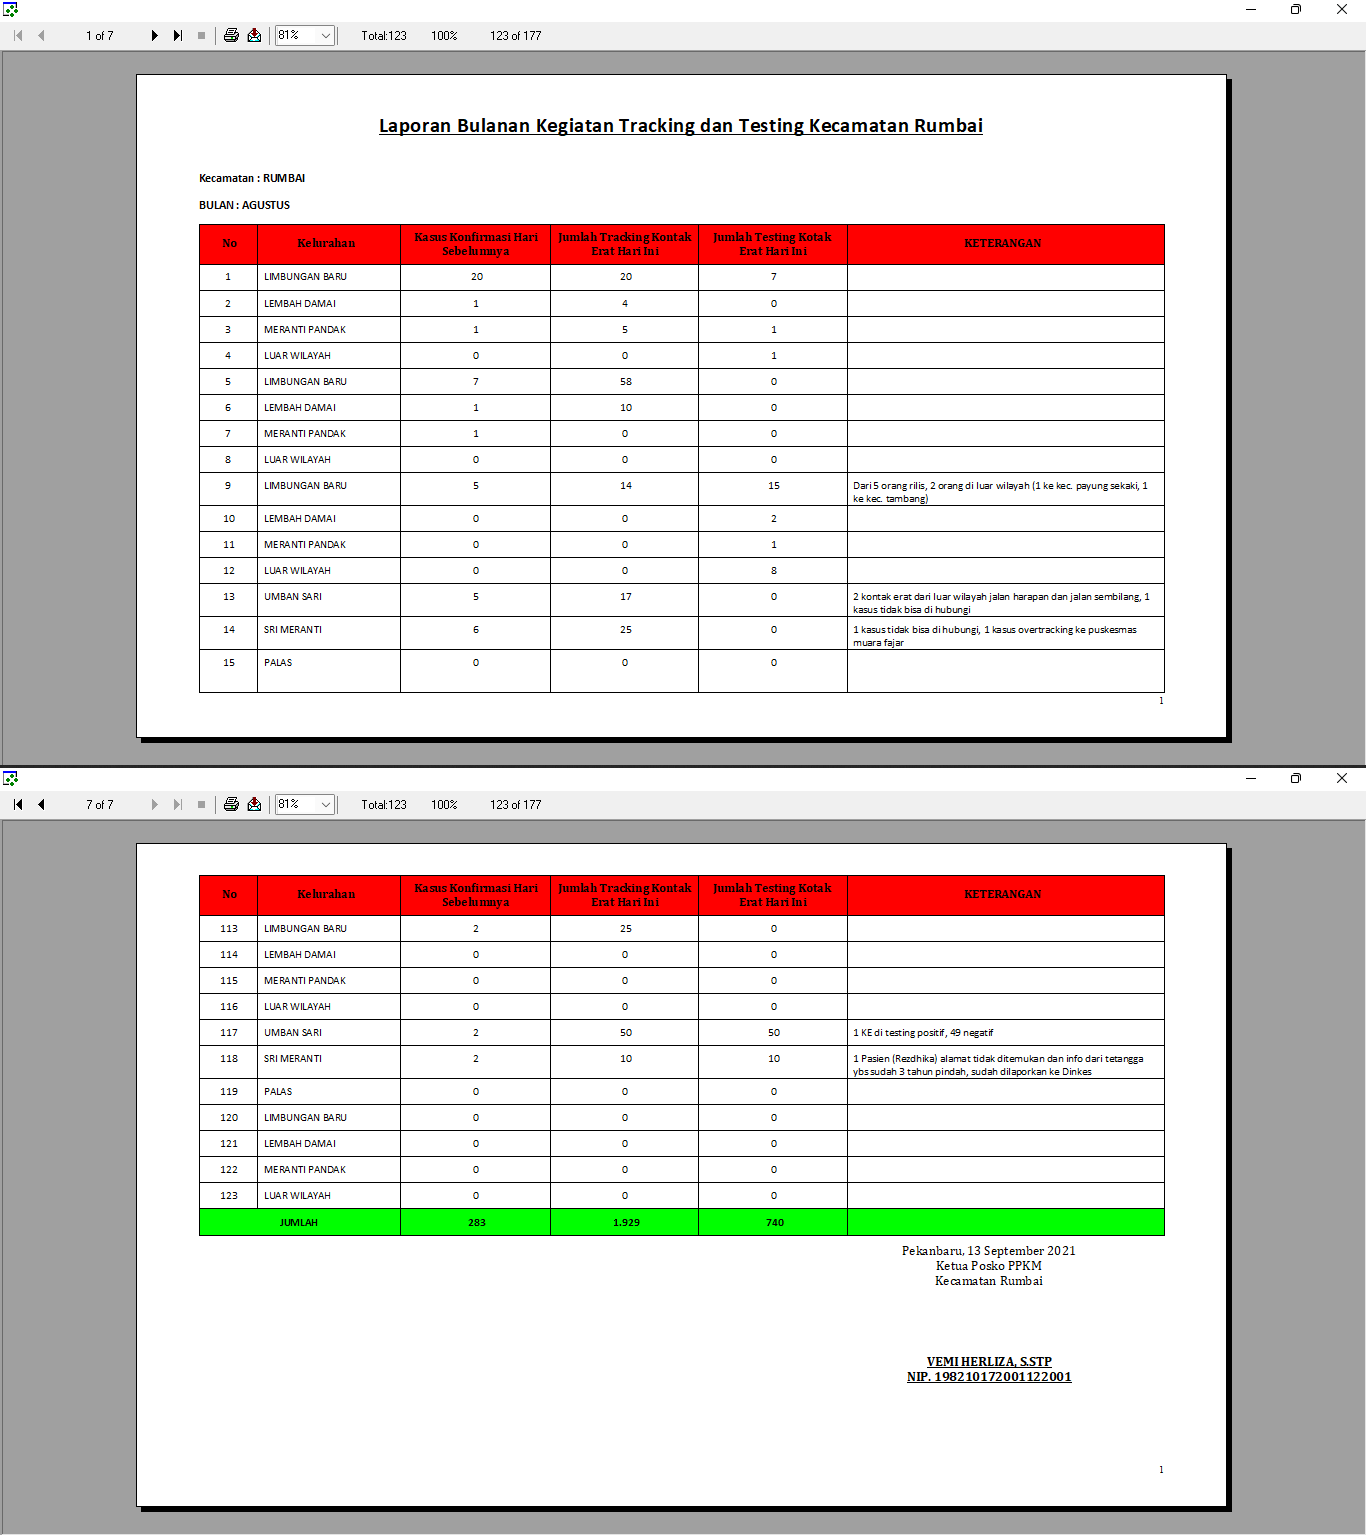 1 of 7 81% Total:123 100% 123 of 177
Laporan Bulanan Kegiatan Tracking dan Testing Kecamatan Rumbai
Kecamatan : RUMBAI
BULAN : AGUSTUS
No Kelurahan Kasus Konfirmasi Hari Sebelumnya Jumlah Tracking Kontak Erat Hari Ini Jumlah Testing Kotak Erat Hari Ini KETERANGAN
1 LIMBUNGAN BARU 20 20 7
2 LEMBAH DAMAI 1 4 0
3 MERANTI PANDAK 1 5 1
4 LUAR WILAYAH 0 0 1
5 LIMBUNGAN BARU 7 58 0
6 LEMBAH DAMAI 1 10 0
7 MERANTI PANDAK 1 0 0
8 LUAR WILAYAH 0 0 0
9 LIMBUNGAN BARU 5 14 15 Dari 5 orang rilis, 2 orang di luar wilayah (1 ke kec. payung sekaki, 1
ke kec. tambang)
10 LEMBAH DAMAI 0 0 2
11 MERANTI PANDAK 0 0 1
12 LUAR WILAYAH 0 0 8
13 UMBAN SARI 5 17 0 2 kontak erat dari luar wilayah jalan harapan dan jalan sembilang, 1
kasus tidak bisa di hubungi
14 SRI MERANTI 6 25 0 1 kasus tidak bisa di hubungi, 1 kasus overtracking ke puskesmas
muara fajar
15 PALAS 0 0 0
1
7 of 7 81% Total:123 100% 123 of 177
No Kelurahan Kasus Konfirmasi Hari Sebelumnya Jumlah Tracking Kontak Erat Hari Ini Jumlah Testing Kotak Erat Hari Ini KETERANGAN
113 LIMBUNGAN BARU 2 25 0
114 LEMBAH DAMAI 0 0 0
115 MERANTI PANDAK 0 0 0
116 LUAR WILAYAH 0 0 0
117 UMBAN SARI 2 50 50 1 KE di testing positif, 49 negatif
118 SRI MERANTI 2 10 10 1 Pasien (Rezdhika) alamat tidak ditemukan dan info dari tetangga
ybs sudah 3 tahun pindah, sudah dilaporkan ke Dinkes
119 PALAS 0 0 0
120 LIMBUNGAN BARU 0 0 0
121 LEMBAH DAMAI 0 0 0
122 MERANTI PANDAK 0 0 0
123 LUAR WILAYAH 0 0 0
JUMLAH 283 1.929 740
Pekanbaru, 13 September 2021
Ketua Posko PPKM
Kecamatan Rumbai
VEMI HERLIZA, S.STP
NIP. 198210172001122001
1